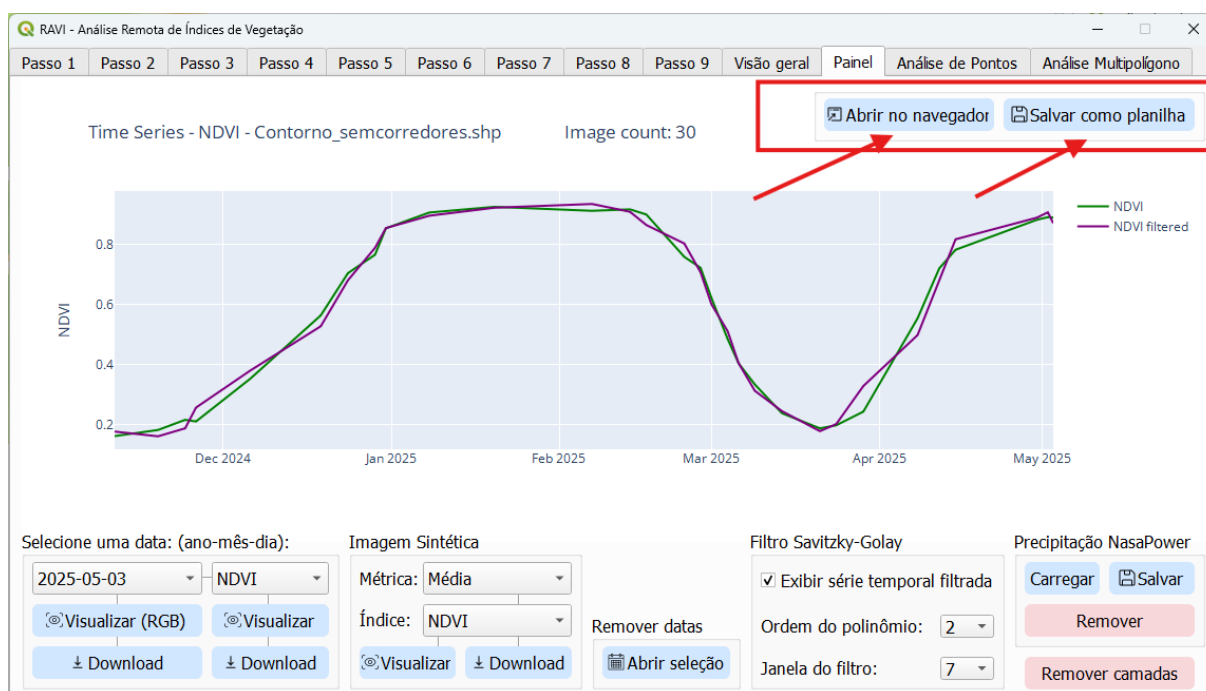 RAVI - Análise Remota de Índices de Vegetação
Passo 1 Passo 2 Passo 3 Passo 4 Passo 5 Passo 6 Passo 7 Passo 8 Passo 9 Visão geral Painel Análise de Pontos Análise Multipolígono
Abrir no navegador Salvar como planilha
Time Series - NDVI - Contorno_semcorredores.shp Image count: 30
NDVI
NDVI filtered
0.8
0.6
0.4
0.2
NDVI
Dec 2024 Jan 2025 Feb 2025 Mar 2025 Apr 2025 May 2025
Selecione uma data: (ano-mês-dia):
2025-05-03 NDVI
Visualizar (RGB) Visualizar
Download Download
Imagem Sintética
Métrica: Média
Índice: NDVI
Visualizar Download
Remover datas
Abrir seleção
Filtro Savitzky-Golay
Exibir série temporal filtrada
Ordem do polinômio: 2
Janela do filtro: 7
Precipitação NasaPower
Carregar Salvar
Remover
Remover camadas